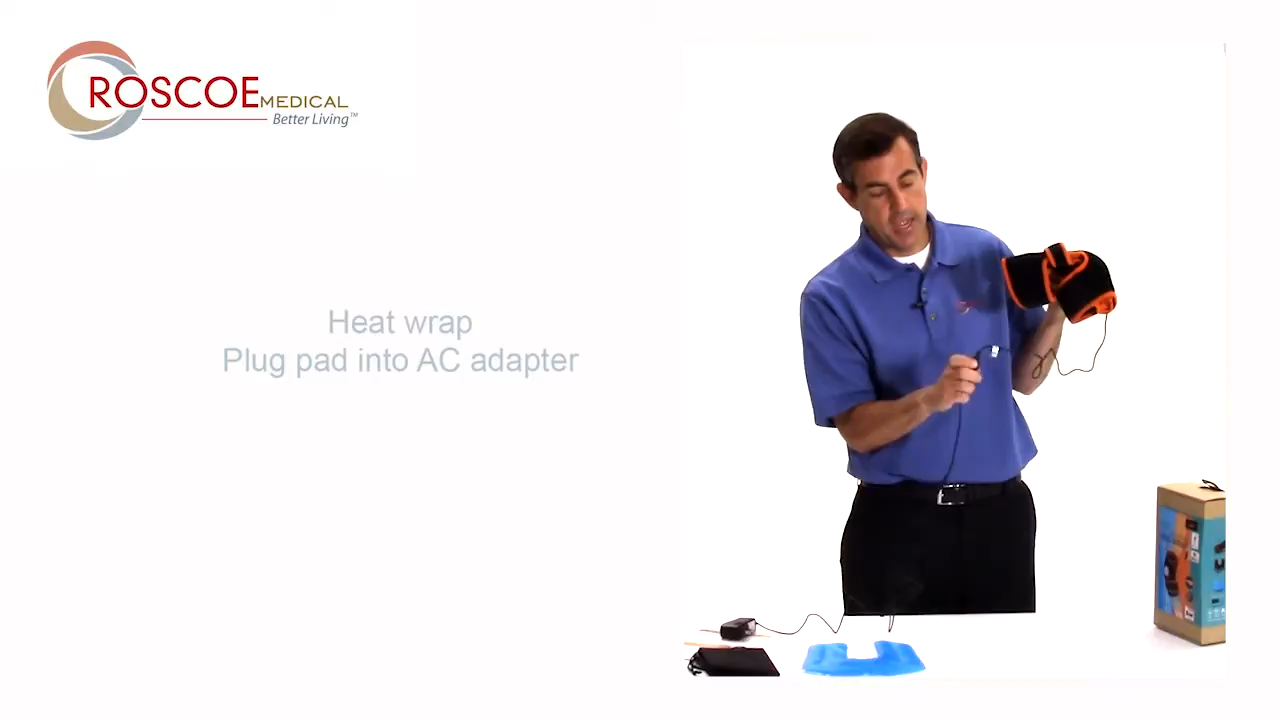 ROSCOE MEDICAL
Better Living™
Heat wrap
Plug pad into AC adapter